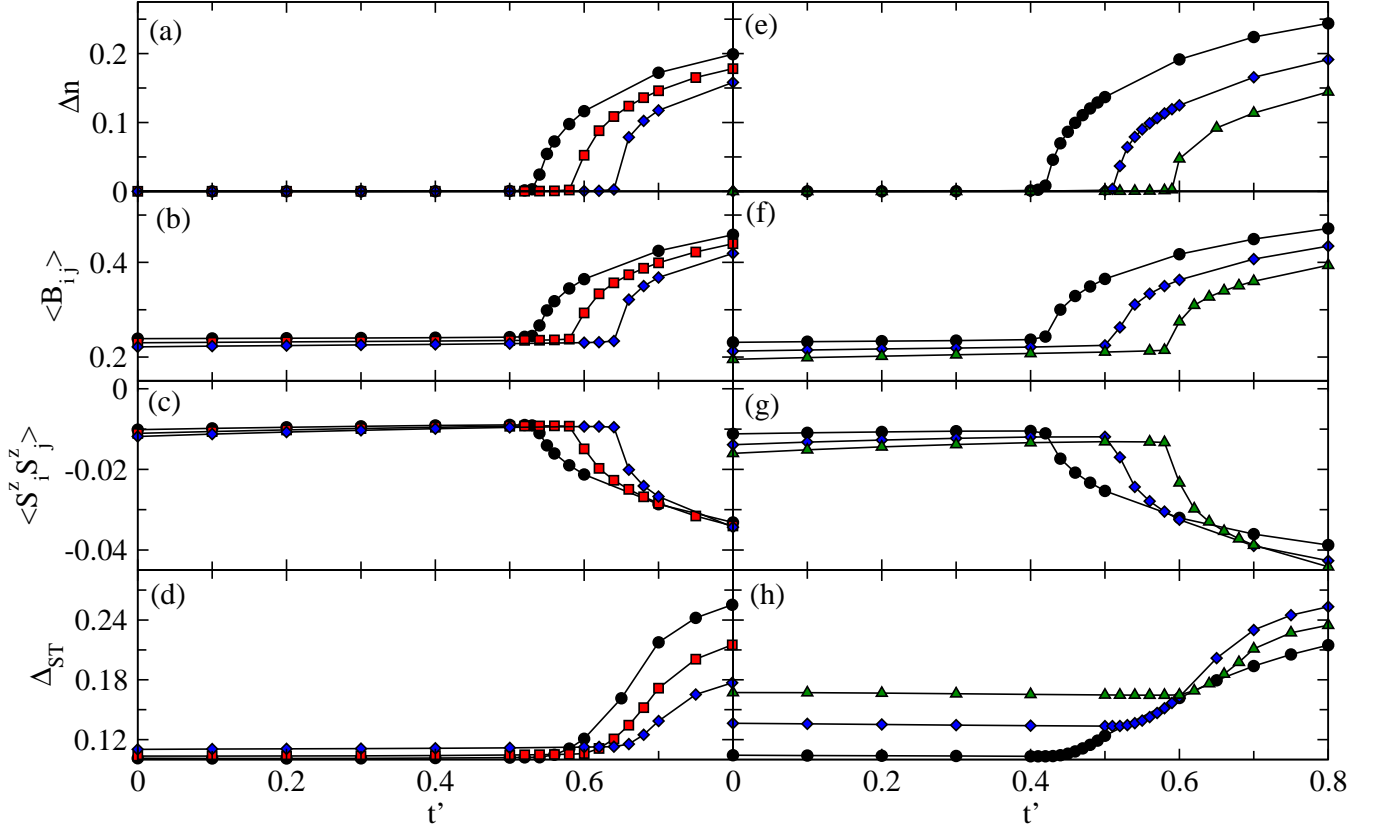 (a)
(e)
0.2
0.1
0
Δn
(b)
(f)
0.4
0.2
<B_ij>
(c)
(g)
0
-0.02
-0.04
<S^z_i S^z_j>
(d)
(h)
0.24
0.18
0.12
Δ_ST
0 0.2 0.4 0.6 0 0.2 0.4 0.6 0.8
t’ t’